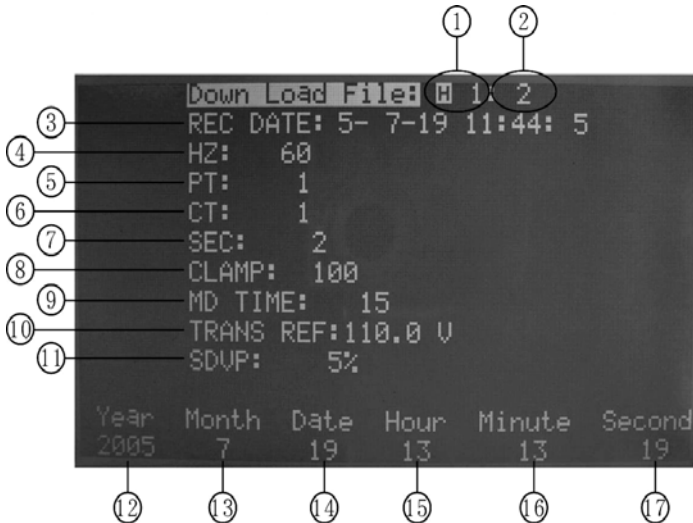 ① ②
Down Load File: H 1: 2
③ REC DATE: 5- 7-19 11:44: 5
④ HZ: 60
⑤ PT: 1
⑥ CT: 1
⑦ SEC: 2
⑧ CLAMP: 100
⑨ MD TIME: 15
⑩ TRANS REF:110.0 V
⑪ SDVP: 5%
Year Month Date Hour Minute Second
2005 7 19 13 13 19
⑫ ⑬ ⑭ ⑮ ⑯ ⑰